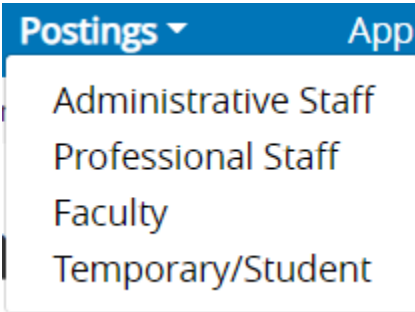 Postings App
Administrative Staff
Professional Staff
Faculty
Temporary/Student